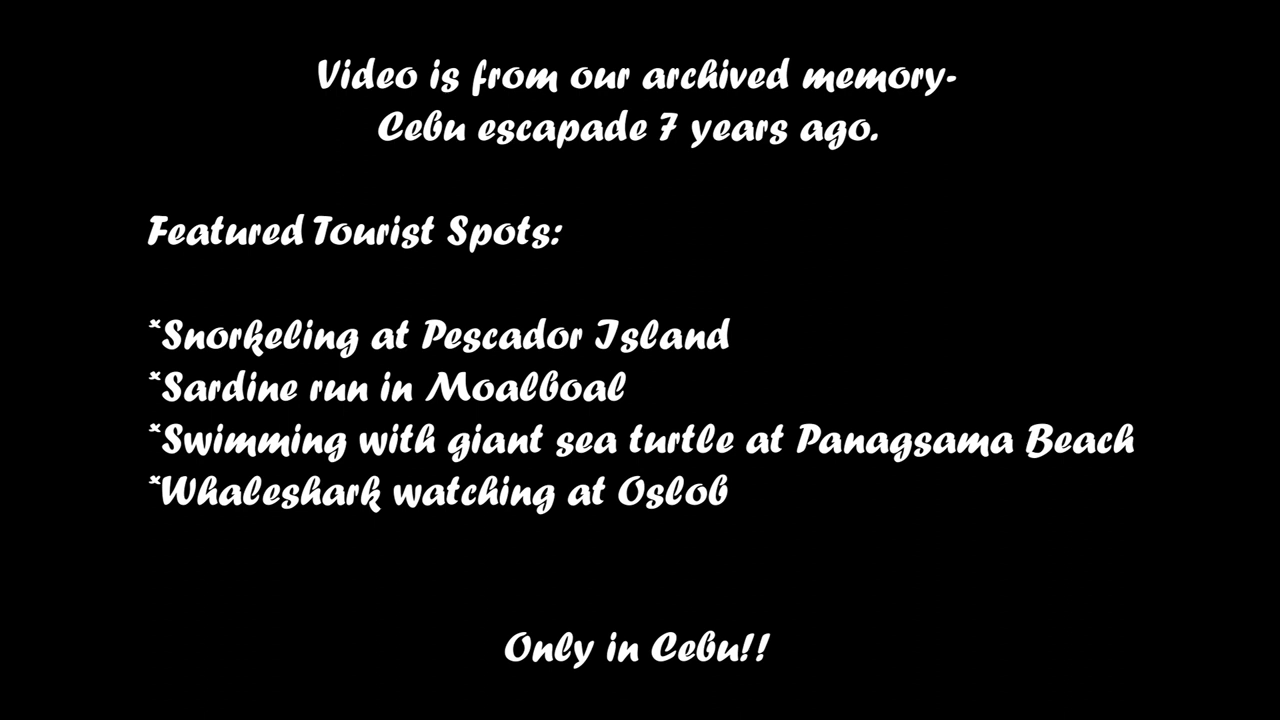 Video is from our archived memory-
Cebu escapade 7 years ago.
Featured Tourist Spots:
*Snorkeling at Pescador Island
*Sardine run in Moalboal
*Swimming with giant sea turtle at Panagsama Beach
*Whaleshark watching at Oslob
Only in Cebu!!